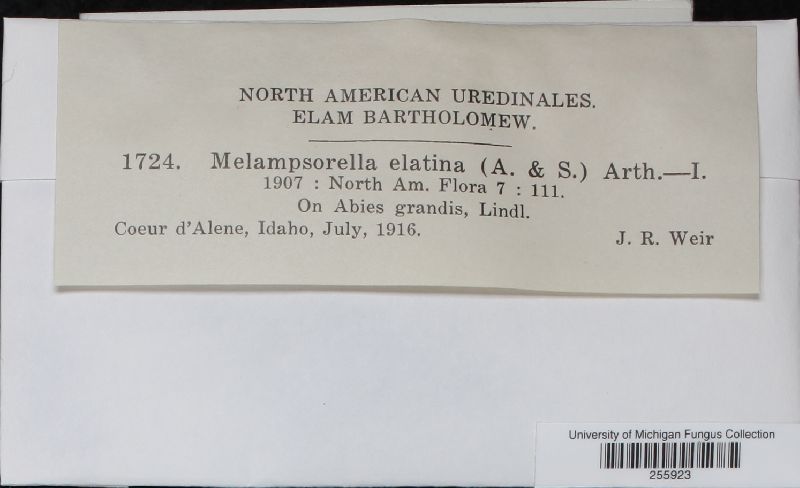 NORTH AMERICAN UREDINALES.
ELAM BARTHOLOMEW.
1724. Melampsorella elatina (A. & S.) Arth.—I.
1907 : North Am. Flora 7 : 111.
On Abies grandis, Lindl.
Coeur d'Alene, Idaho, July, 1916.
J. R. Weir
University of Michigan Fungus Collection
255923